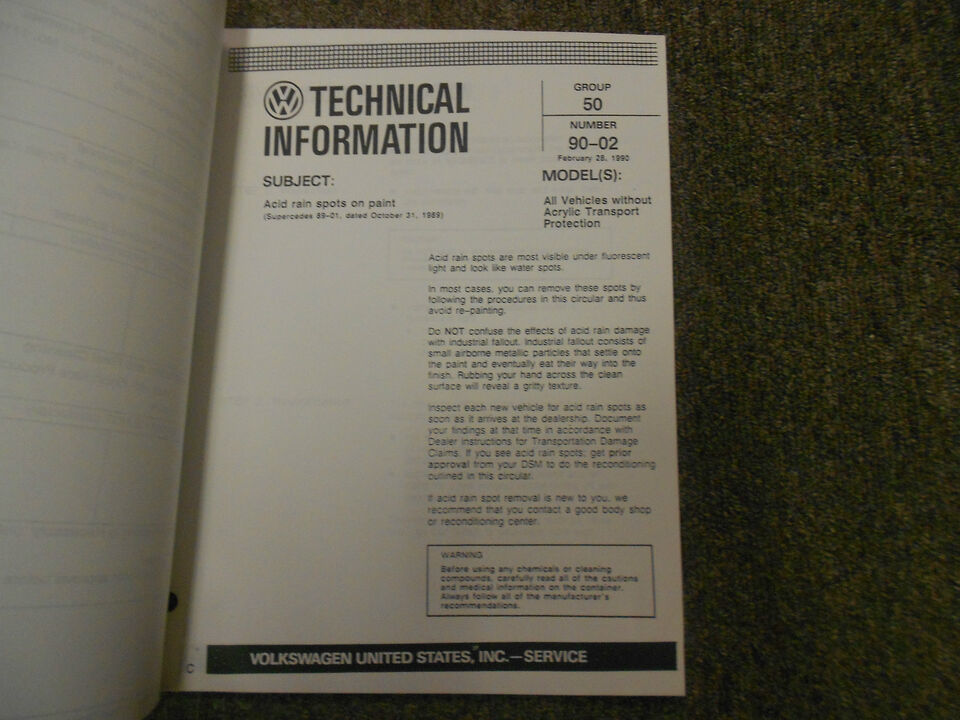 TECHNICAL
INFORMATION
GROUP
50
NUMBER
90-02
February 28, 1990
SUBJECT:
Acid rain spots on paint
(Supercedes 89-01, dated October 31, 1989)
MODEL(S):
All Vehicles without
Acrylic Transport
Protection
Acid rain spots are most visible under fluorescent
light and look like water spots.
In most cases, you can remove these spots by
following the procedures in this circular and thus
avoid re-painting.
Do NOT confuse the effects of acid rain damage
with industrial fallout. Industrial fallout consists of
small airborne metallic particles that settle onto
the paint and eventually eat their way into the
finish. Rubbing your hand across the clean
surface will reveal a gritty texture.
Inspect each new vehicle for acid rain spots as
soon as it arrives at the dealership. Document
your findings at that time in accordance with
Dealer Instructions for Transportation Damage
Claims. If you see acid rain spots; get prior
approval from your DSM to do the reconditioning
outlined in this circular.
If acid rain spot removal is new to you, we
recommend that you contact a good body shop
or reconditioning center.
WARNING
Before using any chemicals or cleaning
compounds, carefully read all of the cautions
and medical information on the container.
Always follow all of the manufacturer's
recommendations.
C
VOLKSWAGEN UNITED STATES, INC.—SERVICE